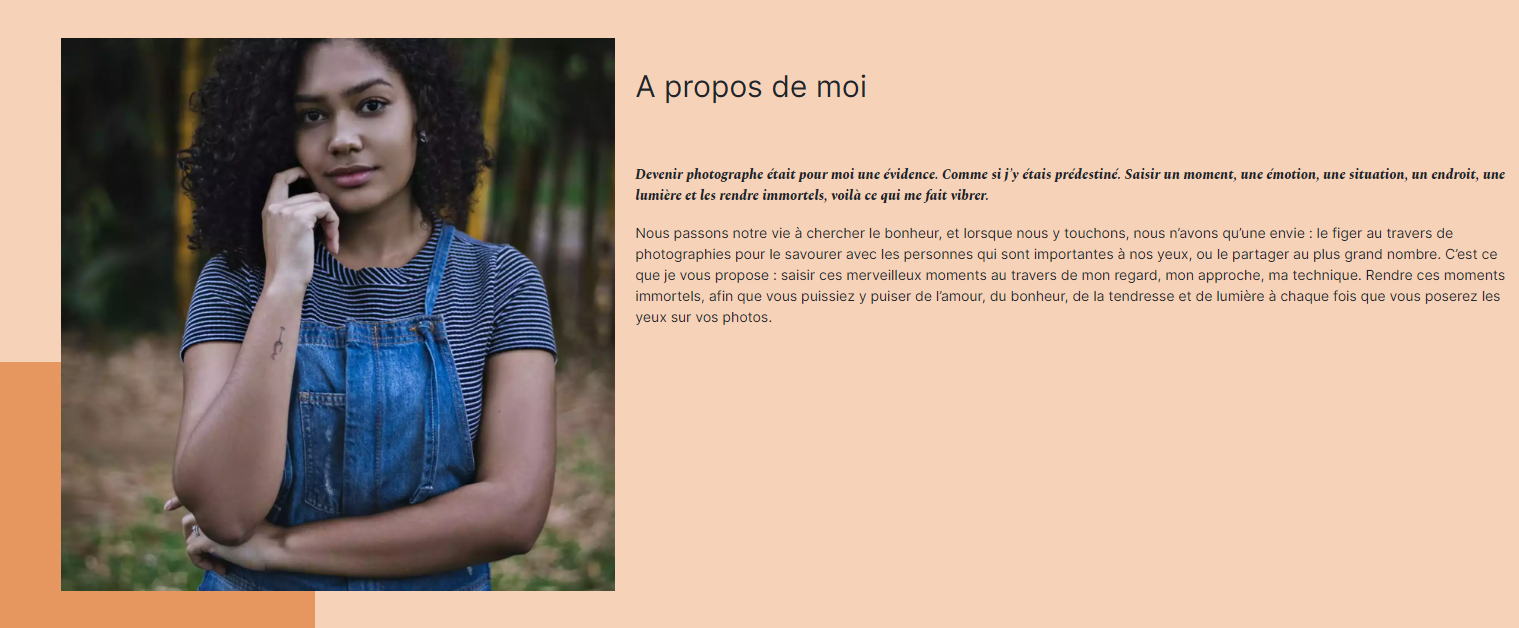 A propos de moi
Devenir photographe était pour moi une évidence. Comme si j'y étais prédestiné. Saisir un moment, une émotion, une situation, un endroit, une
lumière et les rendre immortels, voilà ce qui me fait vibrer.
Nous passons notre vie à chercher le bonheur, et lorsque nous y touchons, nous n’avons qu’une envie : le figer au travers de
photographies pour le savourer avec les personnes qui sont importantes à nos yeux, ou le partager au plus grand nombre. C’est ce
que je vous propose : saisir ces merveilleux moments au travers de mon regard, mon approche, ma technique. Rendre ces moments
immortels, afin que vous puissiez y puiser de l’amour, du bonheur, de la tendresse et de lumière à chaque fois que vous poserez les
yeux sur vos photos.